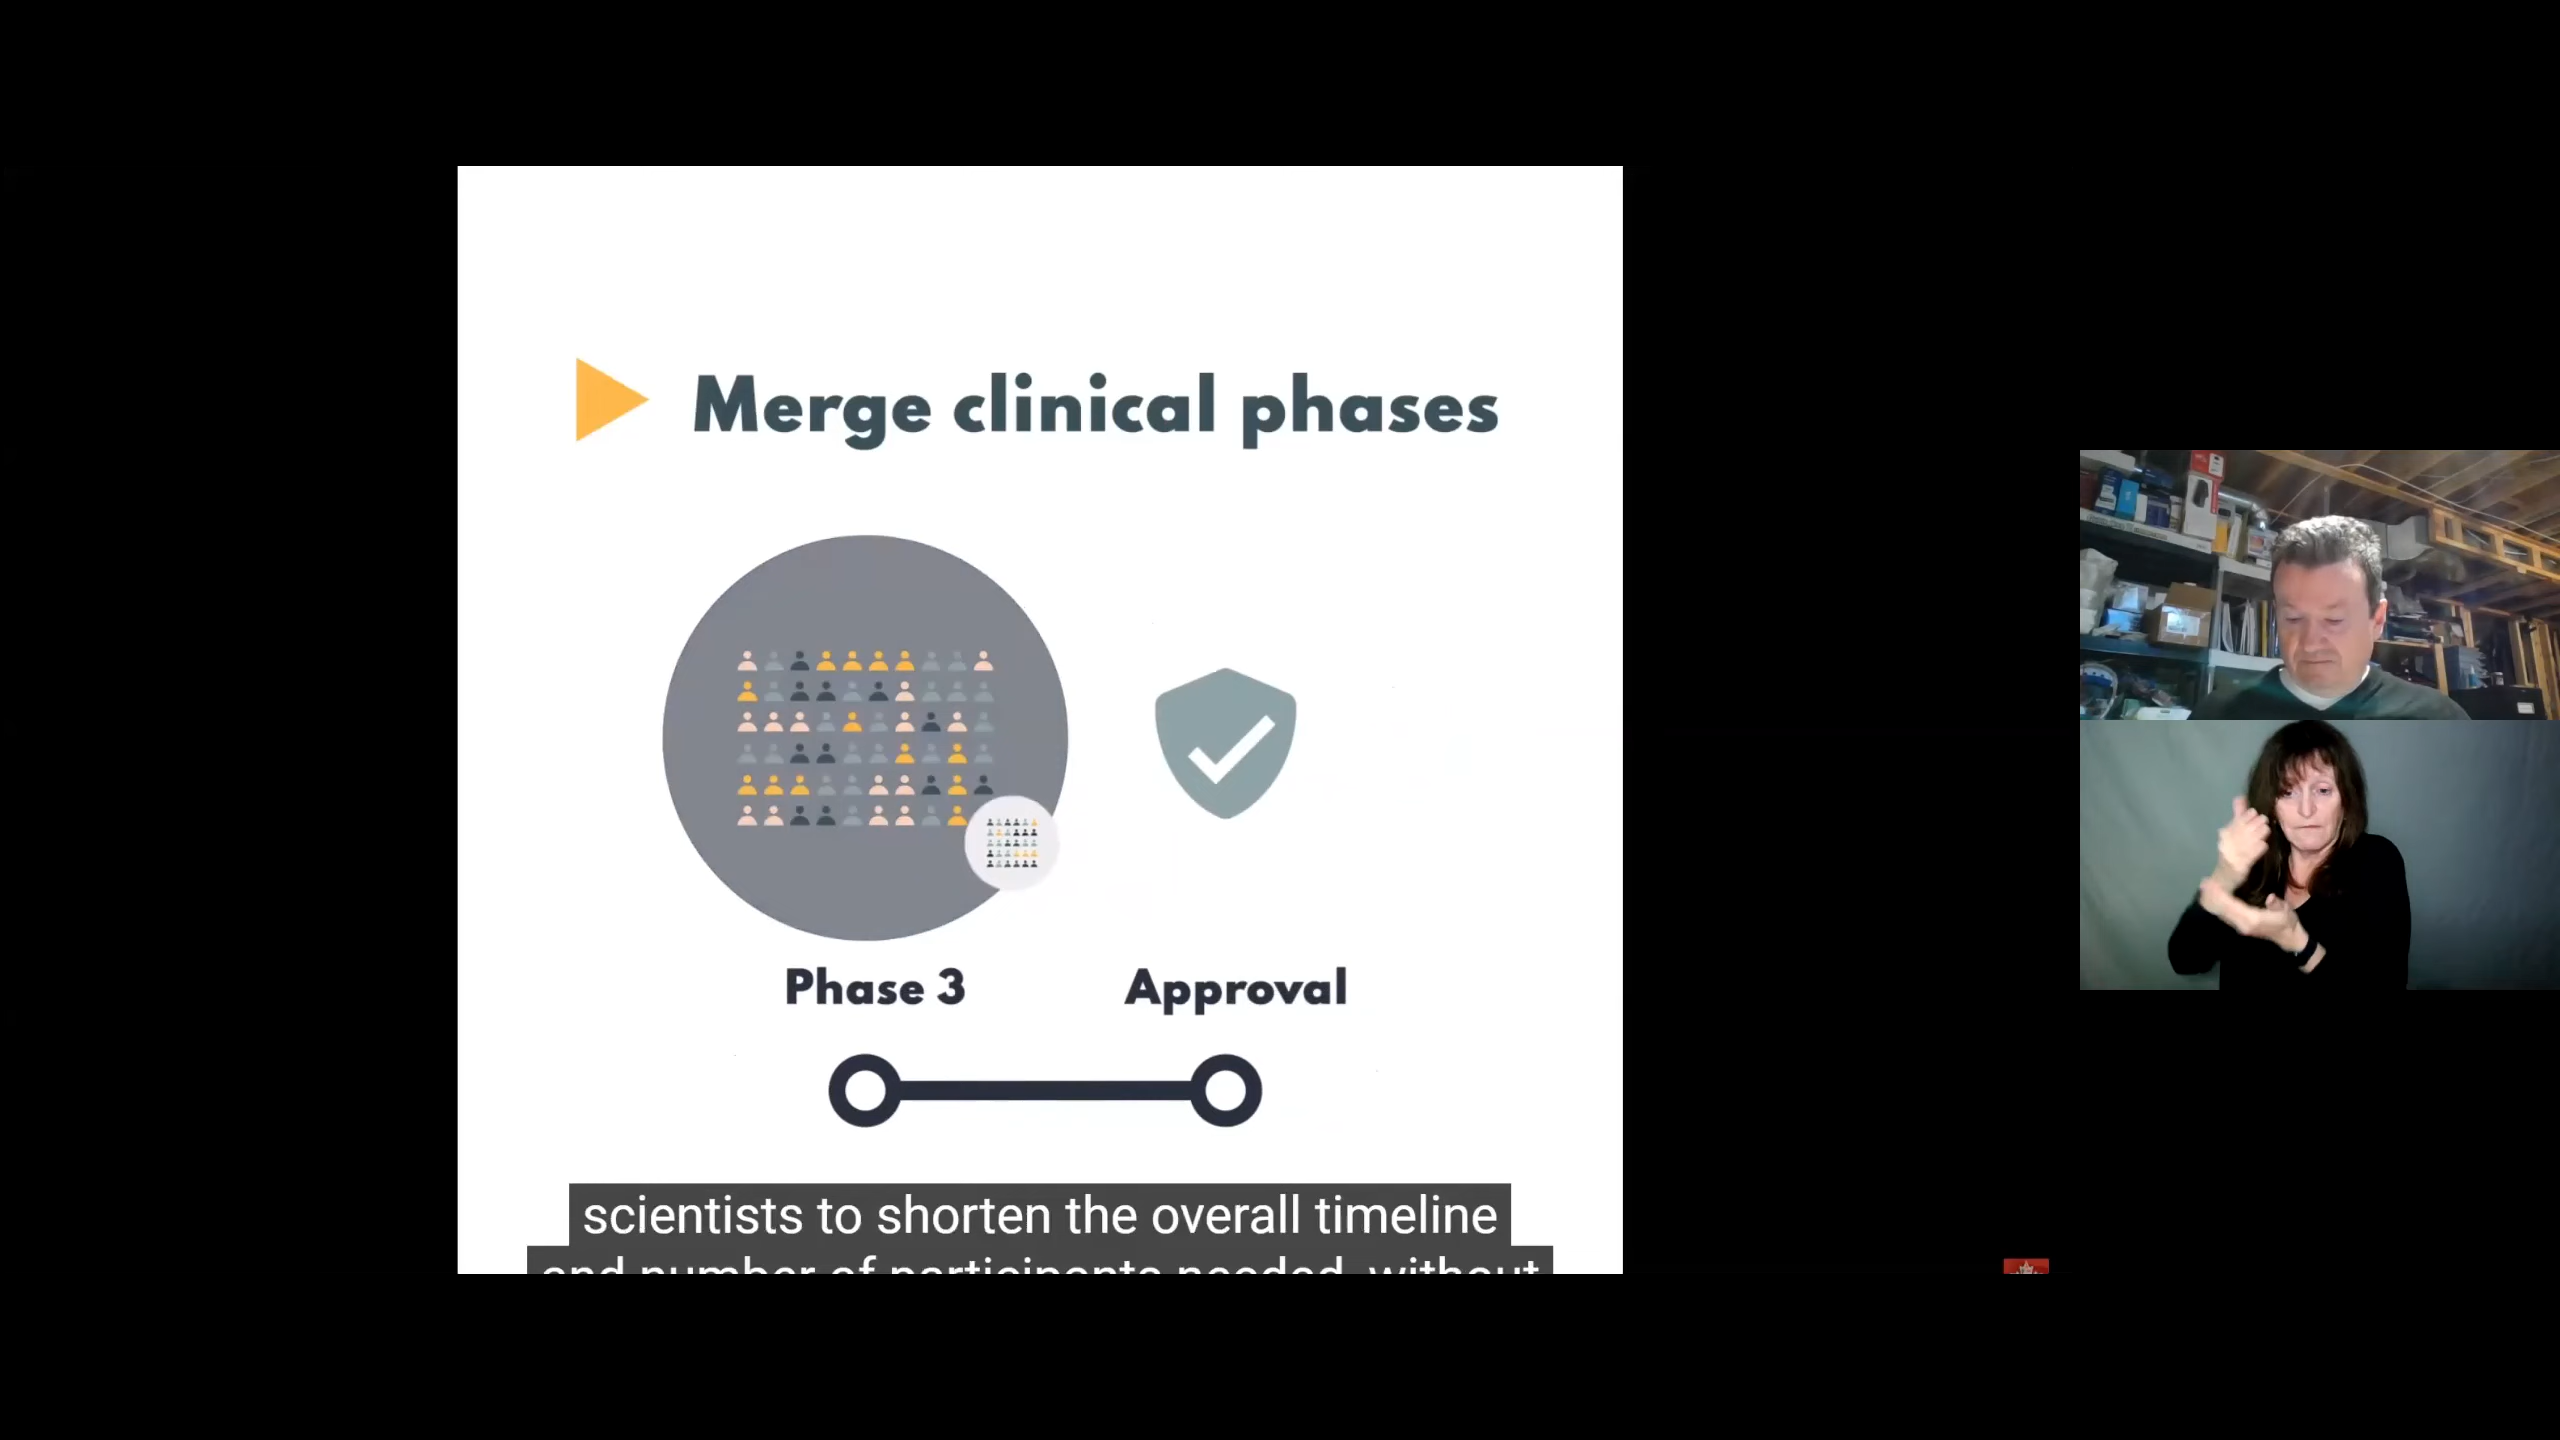 Merge clinical phases
Phase 3
Approval
scientists to shorten the overall timeline
and number of participants needed, without